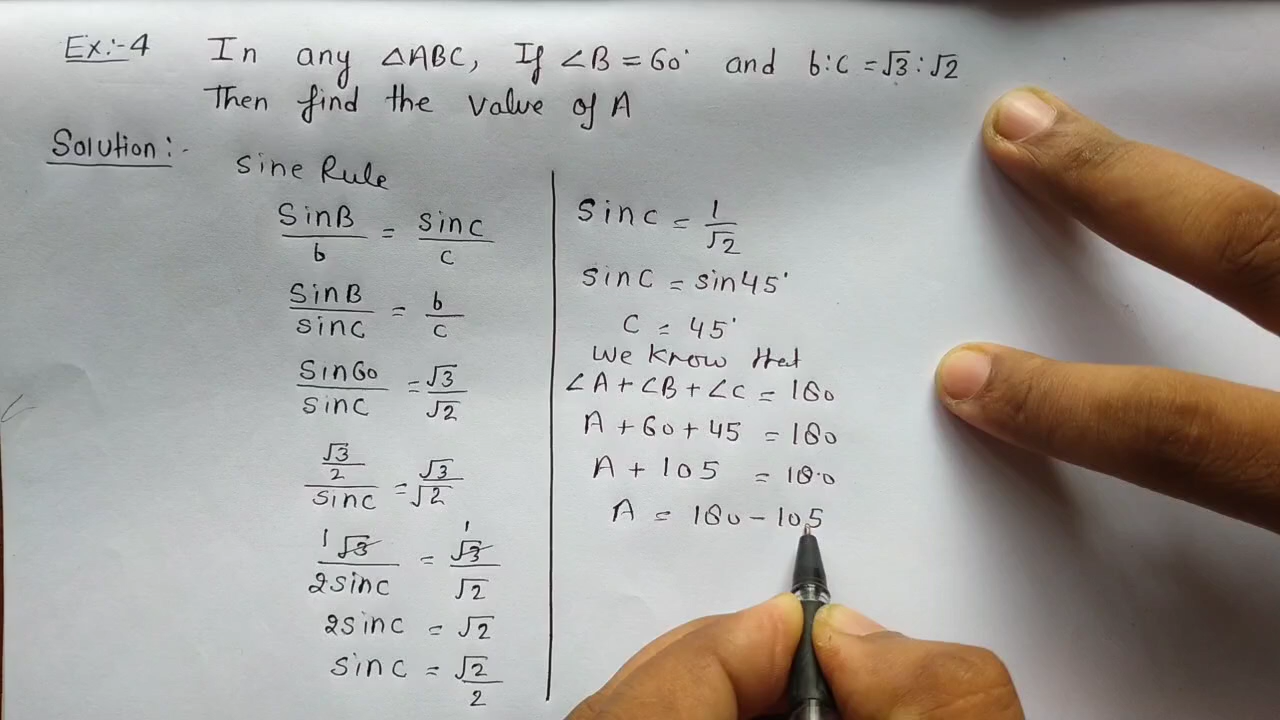 Ex:-4 In any △ABC, If ∠B = 60° and b:c = √3:√2
Then find the value of A
Solution:-
Sine Rule
SinB/b = sinC/c
SinB/sinC = b/c
Sin60/sinC = √3/√2
(√3/2)/sinC = √3/√2
1 √3/2sinC = 1 √3/√2
2sinC = √2
sinC = √2/2
sinc = 1/√2
sinC = sin45°
C = 45°
We know that
∠A + ∠B + ∠C = 180
A + 60 + 45 = 180
A + 105 = 180
A = 180 - 105